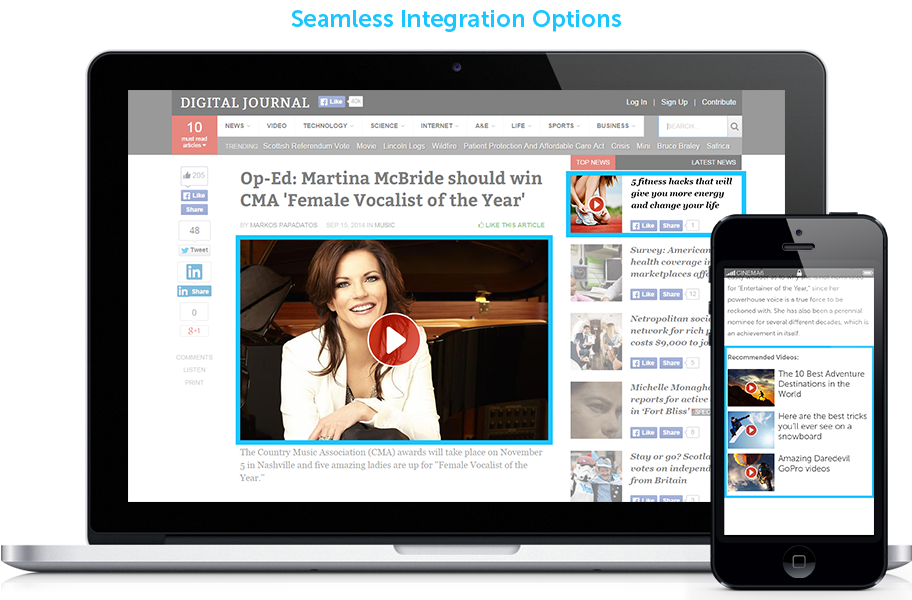 Seamless Integration Options
DIGITAL JOURNAL
Like
40k
Log In | Sign Up | Contribute
10
must read
articles
NEWS
VIDEO
TECHNOLOGY
SCIENCE
INTERNET
A&E
LIFE
SPORTS
BUSINESS
SEARCH...
TRENDING Scottish Referendum Vote Movie Lincoln Logs Wildfire Patient Protection And Affordable Care Act Crisis Mini Bruce Braley Safrica
TOP NEWS
LATEST NEWS
205
Like
Share
48
Tweet
in
in Share
0
g+1
COMMENTS
LISTEN
PRINT
Op-Ed: Martina McBride should win
CMA 'Female Vocalist of the Year'
BY MARKOS PAPADATOS SEP 10, 2014 IN MUSIC
LIKE THIS ARTICLE
The Country Music Association (CMA) awards will take place on November
5 in Nashville and five amazing ladies are up for "Female Vocalist of the
Year."
5 fitness hacks that will
give you more energy
and change your life
Like Share 1
Survey: American
health coverage in
marketplaces aff
Like Share 12
Netropolitan soci
network for rich p
costs $9,000 to jo
Like Share 5
Michelle Monagha
reports for active
in 'Fort Bliss'
Like Share 8
Stay or go? Scotla
votes on independ
from Britain
Like Share
CINEMA6
for "Entertainer of the Year," since her
powerhouse voice is a true force to be
reckoned with. She has also been a perennial
nominee for several different decades, which is
an achievement in itself.
Recommended Videos:
The 10 Best Adventure
Destinations in the
World
Here are the best tricks
you'll ever see on a
snowboard
Amazing Daredevil
GoPro videos